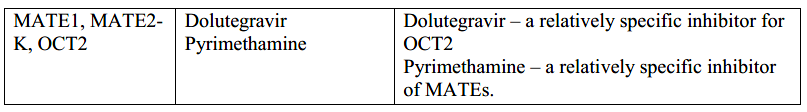 MATE1, MATE2-
K, OCT2
Dolutegravir
Pyrimethamine
Dolutegravir – a relatively specific inhibitor for
OCT2
Pyrimethamine – a relatively specific inhibitor
of MATEs.